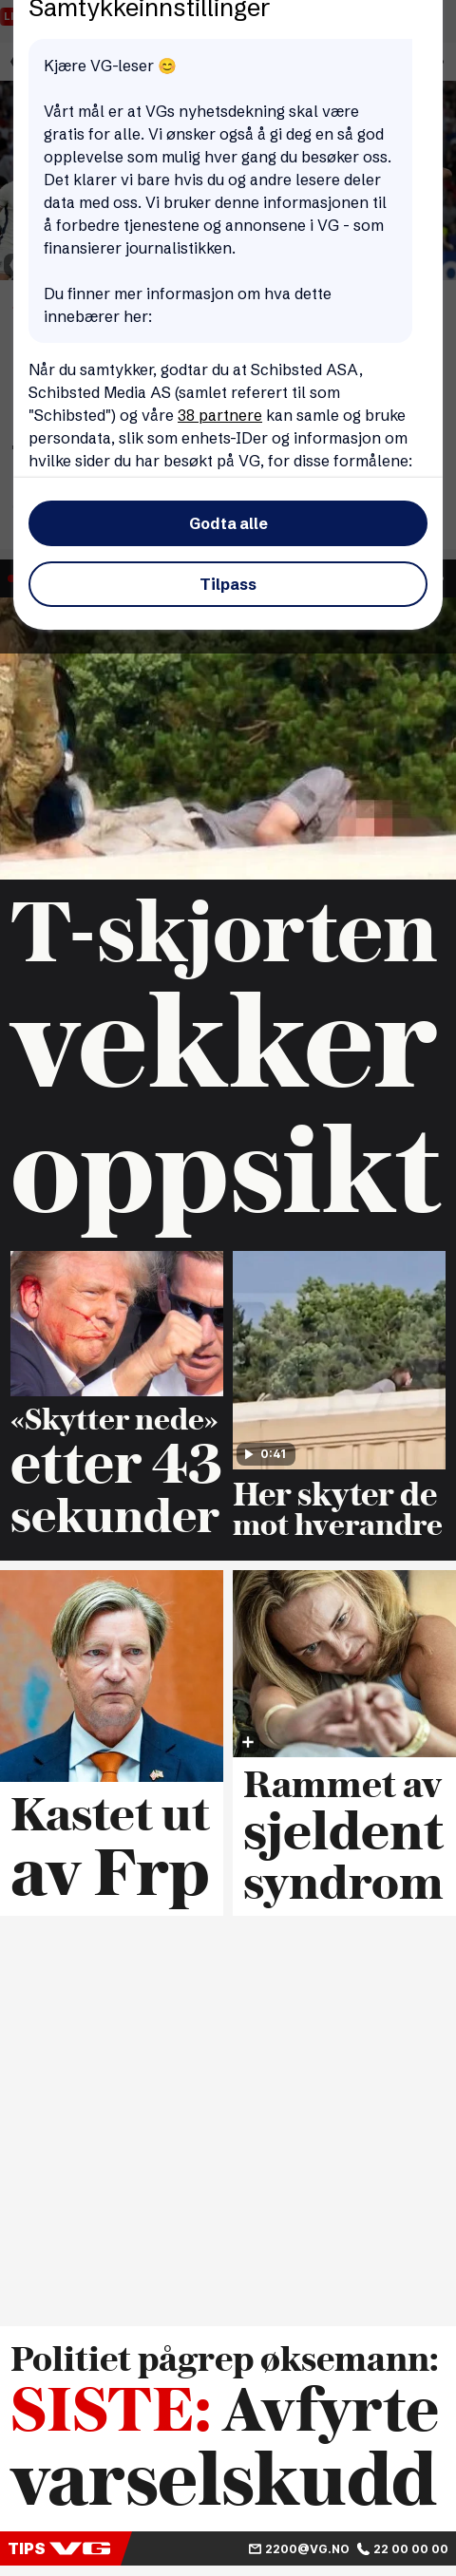 Samtykkeinnstillinger
Kjære VG-leser 😊
Vårt mål er at VGs nyhetsdekning skal være
gratis for alle. Vi ønsker også å gi deg en så god
opplevelse som mulig hver gang du besøker oss.
Det klarer vi bare hvis du og andre lesere deler
data med oss. Vi bruker denne informasjonen til
å forbedre tjenestene og annonsene i VG - som
finansierer journalistikken.
Du finner mer informasjon om hva dette
innebærer her:
Når du samtykker, godtar du at Schibsted ASA,
Schibsted Media AS (samlet referert til som
"Schibsted") og våre 38 partnere kan samle og bruke
persondata, slik som enhets-IDer og informasjon om
hvilke sider du har besøkt på VG, for disse formålene:
Godta alle
Tilpass
T-skjorten
vekker
oppsikt
«Skytter nede»
etter 43
sekunder
0:41
Her skyter de
mot hverandre
Kastet ut
av Frp
Rammet av
sjeldent
syndrom
Politiet pågrep øksemann:
SISTE: Avfyrte
varselskudd
TIPS VG 2200@VG.NO 22 00 00 00